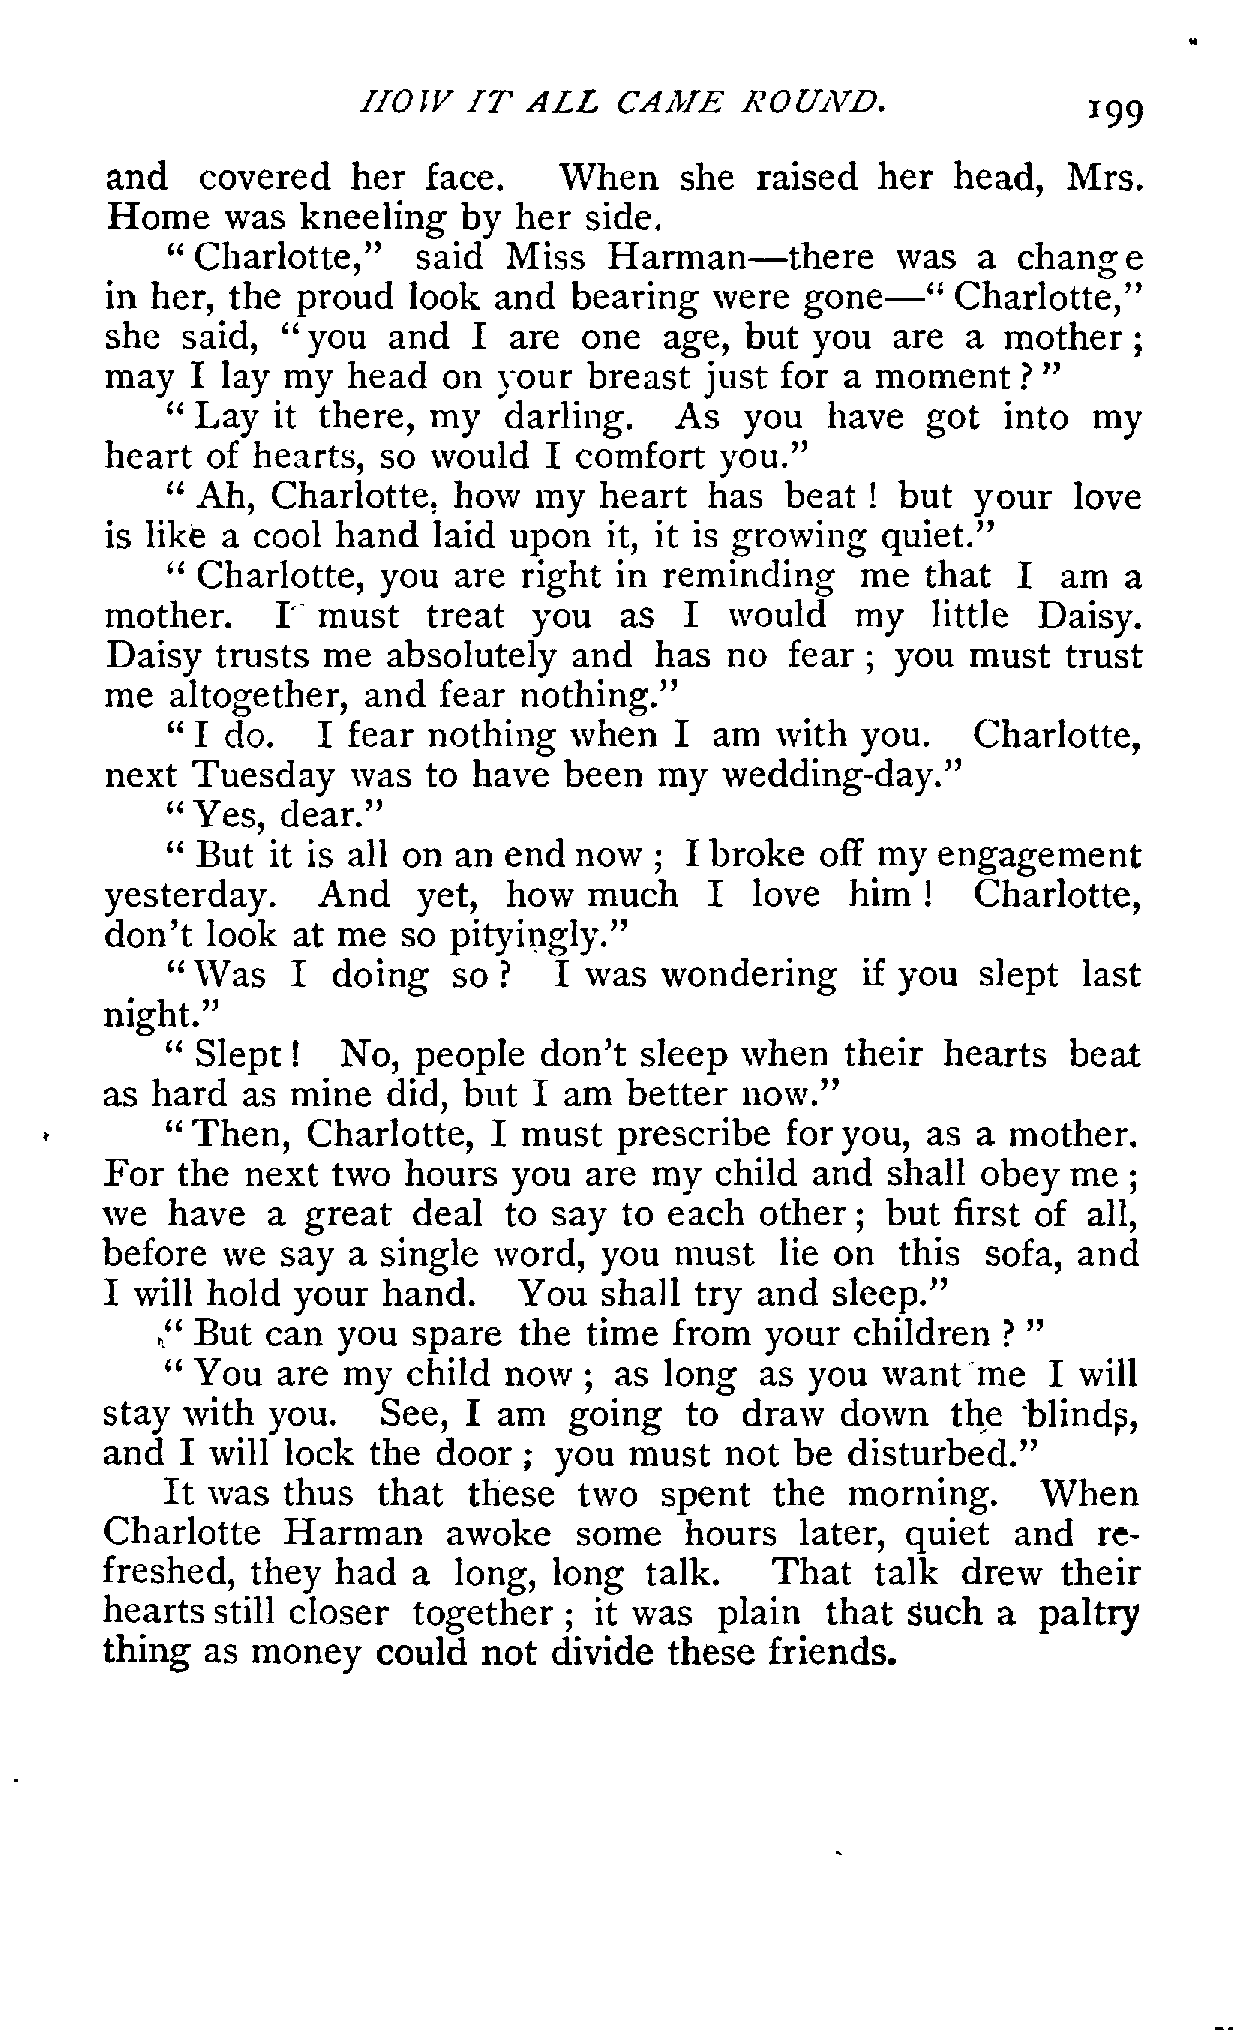 HOW IT ALL CAME ROUND. 199
and covered her face. When she raised her head, Mrs.
Home was kneeling by her side.
"Charlotte," said Miss Harman—there was a change
in her, the proud look and bearing were gone—"Charlotte,"
she said, "you and I are one age, but you are a mother;
may I lay my head on your breast just for a moment?"
"Lay it there, my darling. As you have got into my
heart of hearts, so would I comfort you."
"Ah, Charlotte, how my heart has beat! but your love
is like a cool hand laid upon it, it is growing quiet."
"Charlotte, you are right in reminding me that I am a
mother. I must treat you as I would my little Daisy.
Daisy trusts me absolutely and has no fear; you must trust
me altogether, and fear nothing."
"I do. I fear nothing when I am with you. Charlotte,
next Tuesday was to have been my wedding-day."
"Yes, dear."
"But it is all on an end now; I broke off my engagement
yesterday. And yet, how much I love him! Charlotte,
don't look at me so pityingly."
"Was I doing so? I was wondering if you slept last
night."
"Slept! No, people don't sleep when their hearts beat
as hard as mine did, but I am better now."
"Then, Charlotte, I must prescribe for you, as a mother.
For the next two hours you are my child and shall obey me;
we have a great deal to say to each other; but first of all,
before we say a single word, you must lie on this sofa, and
I will hold your hand. You shall try and sleep."
"But can you spare the time from your children?"
"You are my child now; as long as you want me I will
stay with you. See, I am going to draw down the blinds,
and I will lock the door; you must not be disturbed."
It was thus that these two spent the morning. When
Charlotte Harman awoke some hours later, quiet and re-
freshed, they had a long, long talk. That talk drew their
hearts still closer together; it was plain that such a paltry
thing as money could not divide these friends.